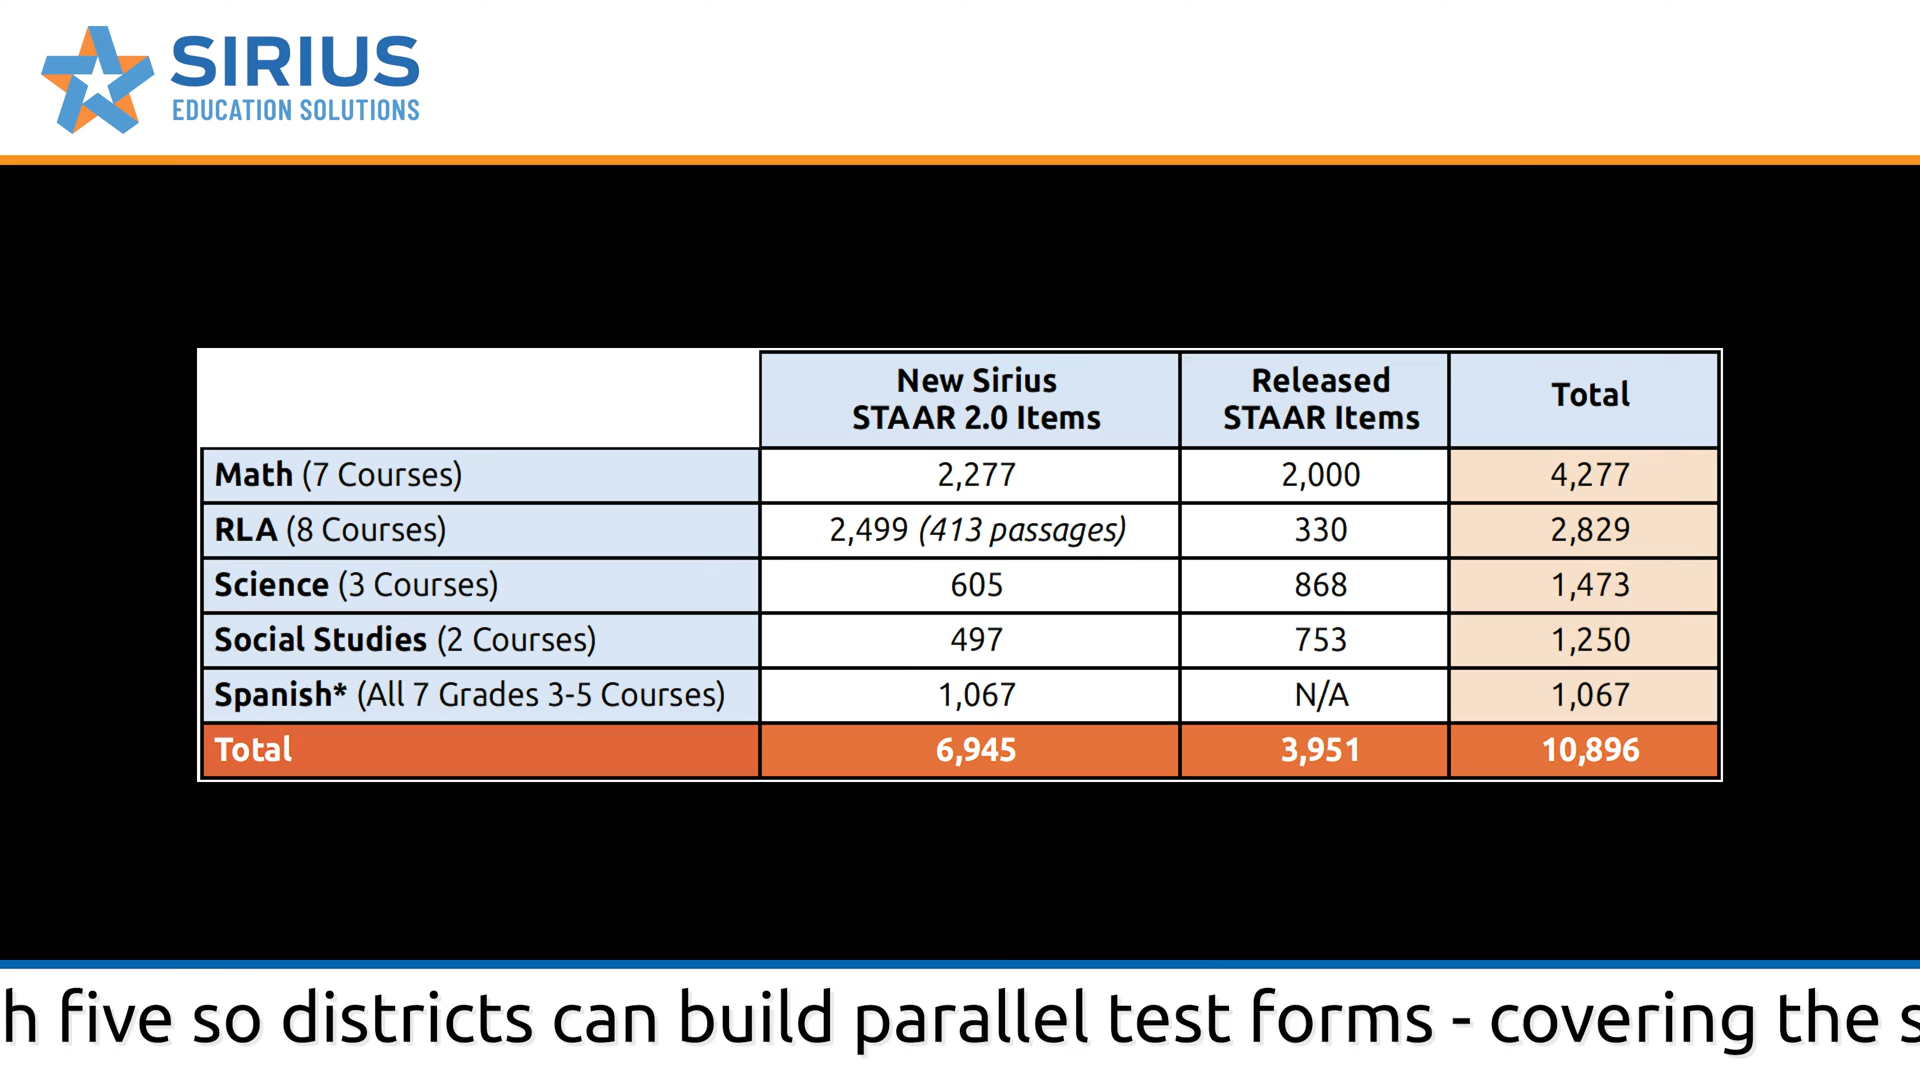 SIRIUS
EDUCATION SOLUTIONS
New Sirius STAAR 2.0 Items Released STAAR Items Total
Math (7 Courses) 2,277 2,000 4,277
RLA (8 Courses) 2,499 (413 passages) 330 2,829
Science (3 Courses) 605 868 1,473
Social Studies (2 Courses) 497 753 1,250
Spanish* (All 7 Grades 3-5 Courses) 1,067 N/A 1,067
Total 6,945 3,951 10,896
h five so districts can build parallel test forms - covering the s